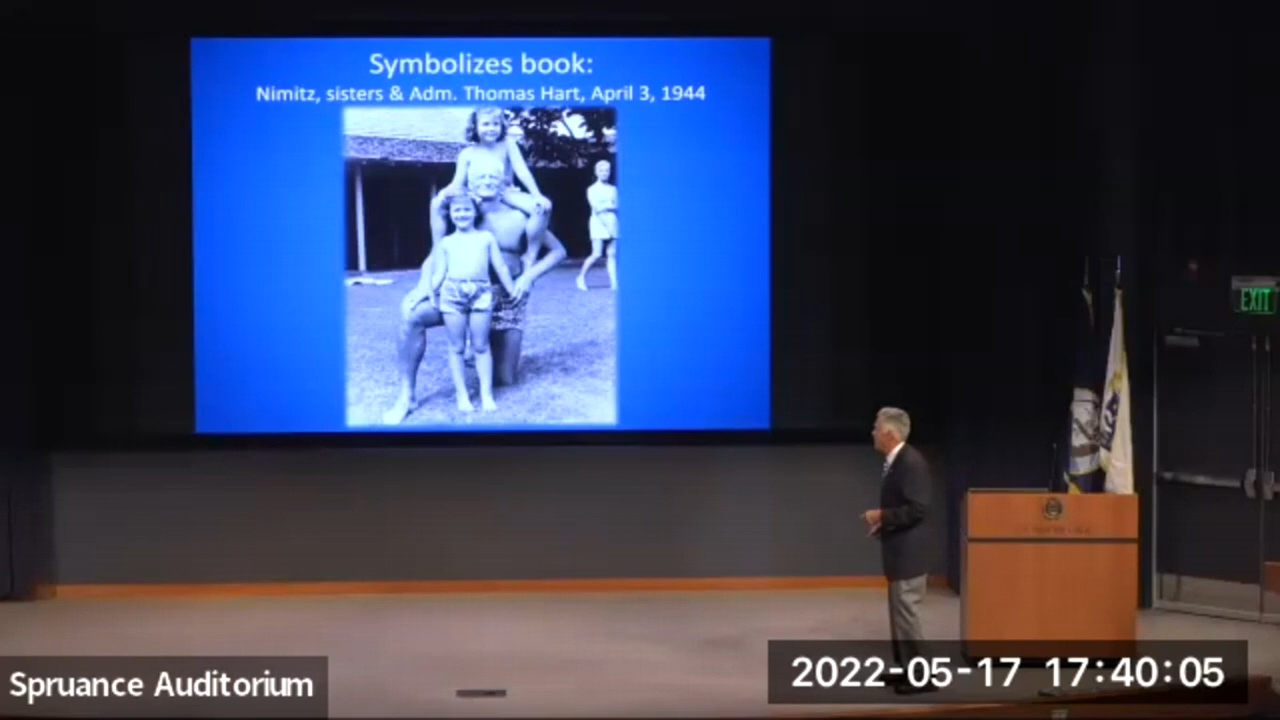 Symbolizes book:
Nimitz, sisters & Adm. Thomas Hart, April 3, 1944
EXIT
Spruance Auditorium
2022-05-17 17:40:05